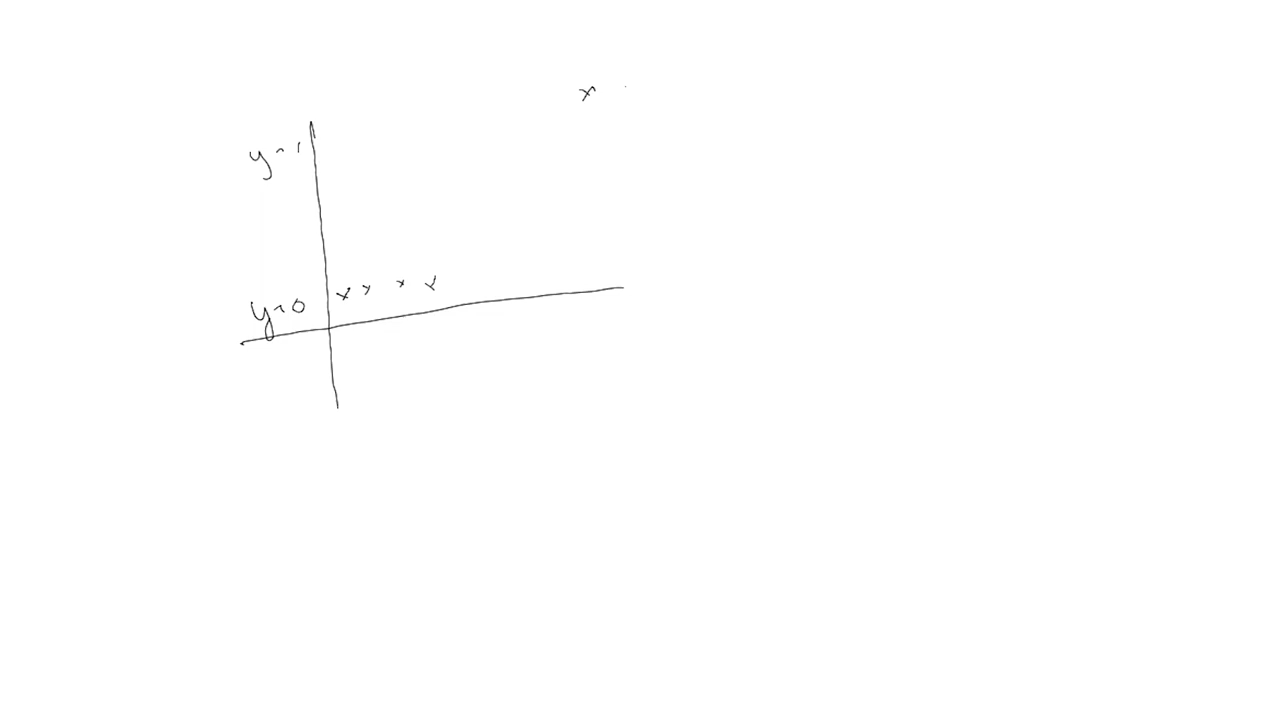 x
y = 1
x x x x
y = 0